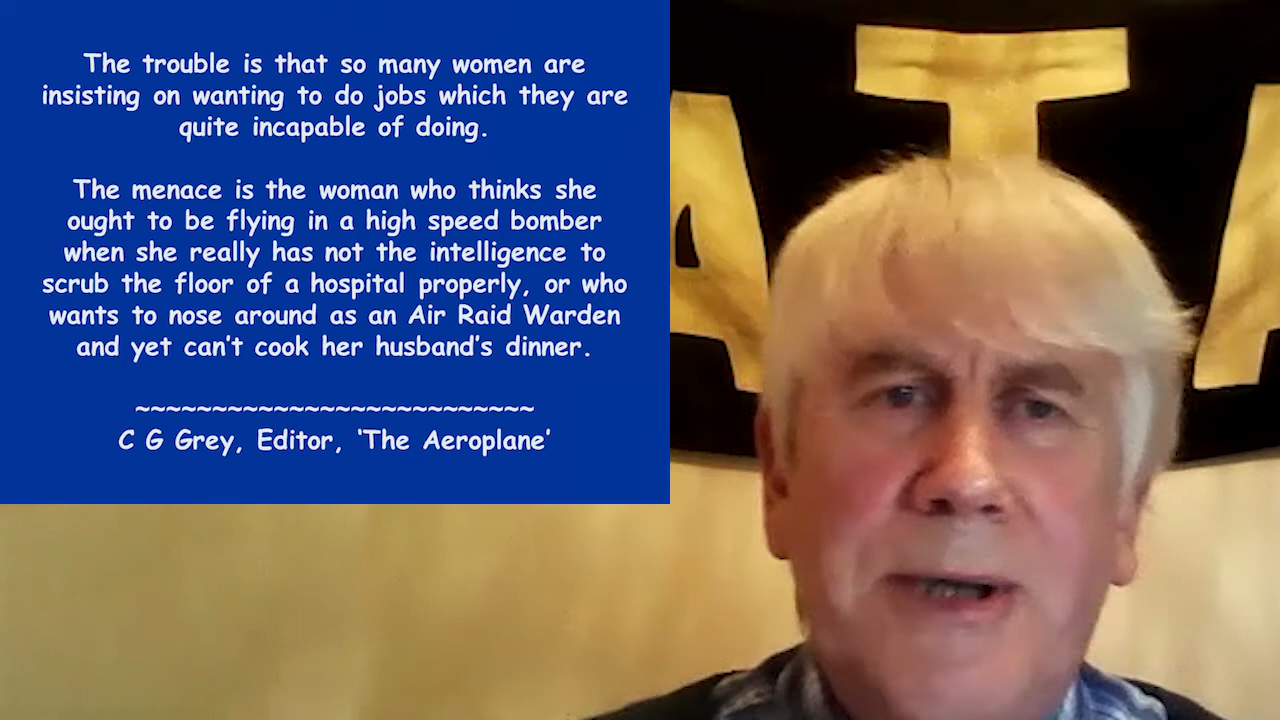 The trouble is that so many women are
insisting on wanting to do jobs which they are
quite incapable of doing.
The menace is the woman who thinks she
ought to be flying in a high speed bomber
when she really has not the intelligence to
scrub the floor of a hospital properly, or who
wants to nose around as an Air Raid Warden
and yet can't cook her husband's dinner.
~~~~~~~~~~~~~~~~~~~~~~~~~~
C G Grey, Editor, 'The Aeroplane'
ATA